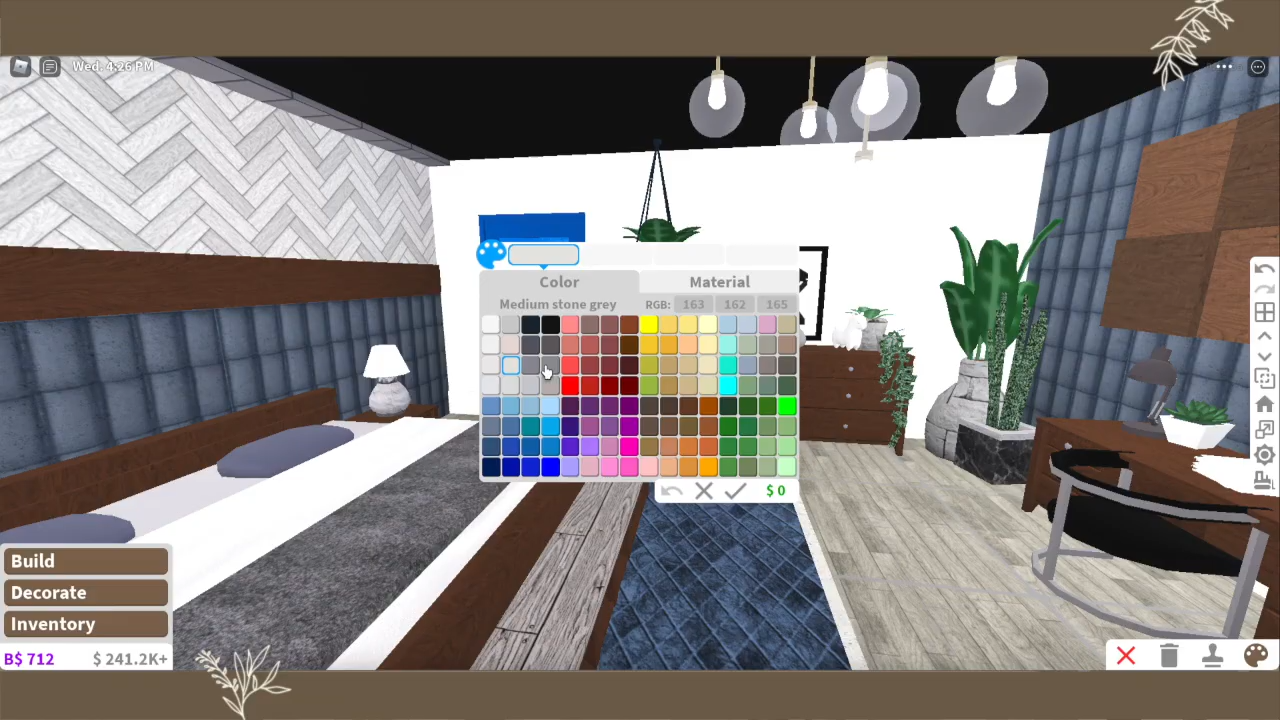 Wed. 4:26 PM
Color
Material
Medium stone grey
RGB: 163 162 165
$ 0
Build
Decorate
Inventory
B$ 712 $ 241.2K+